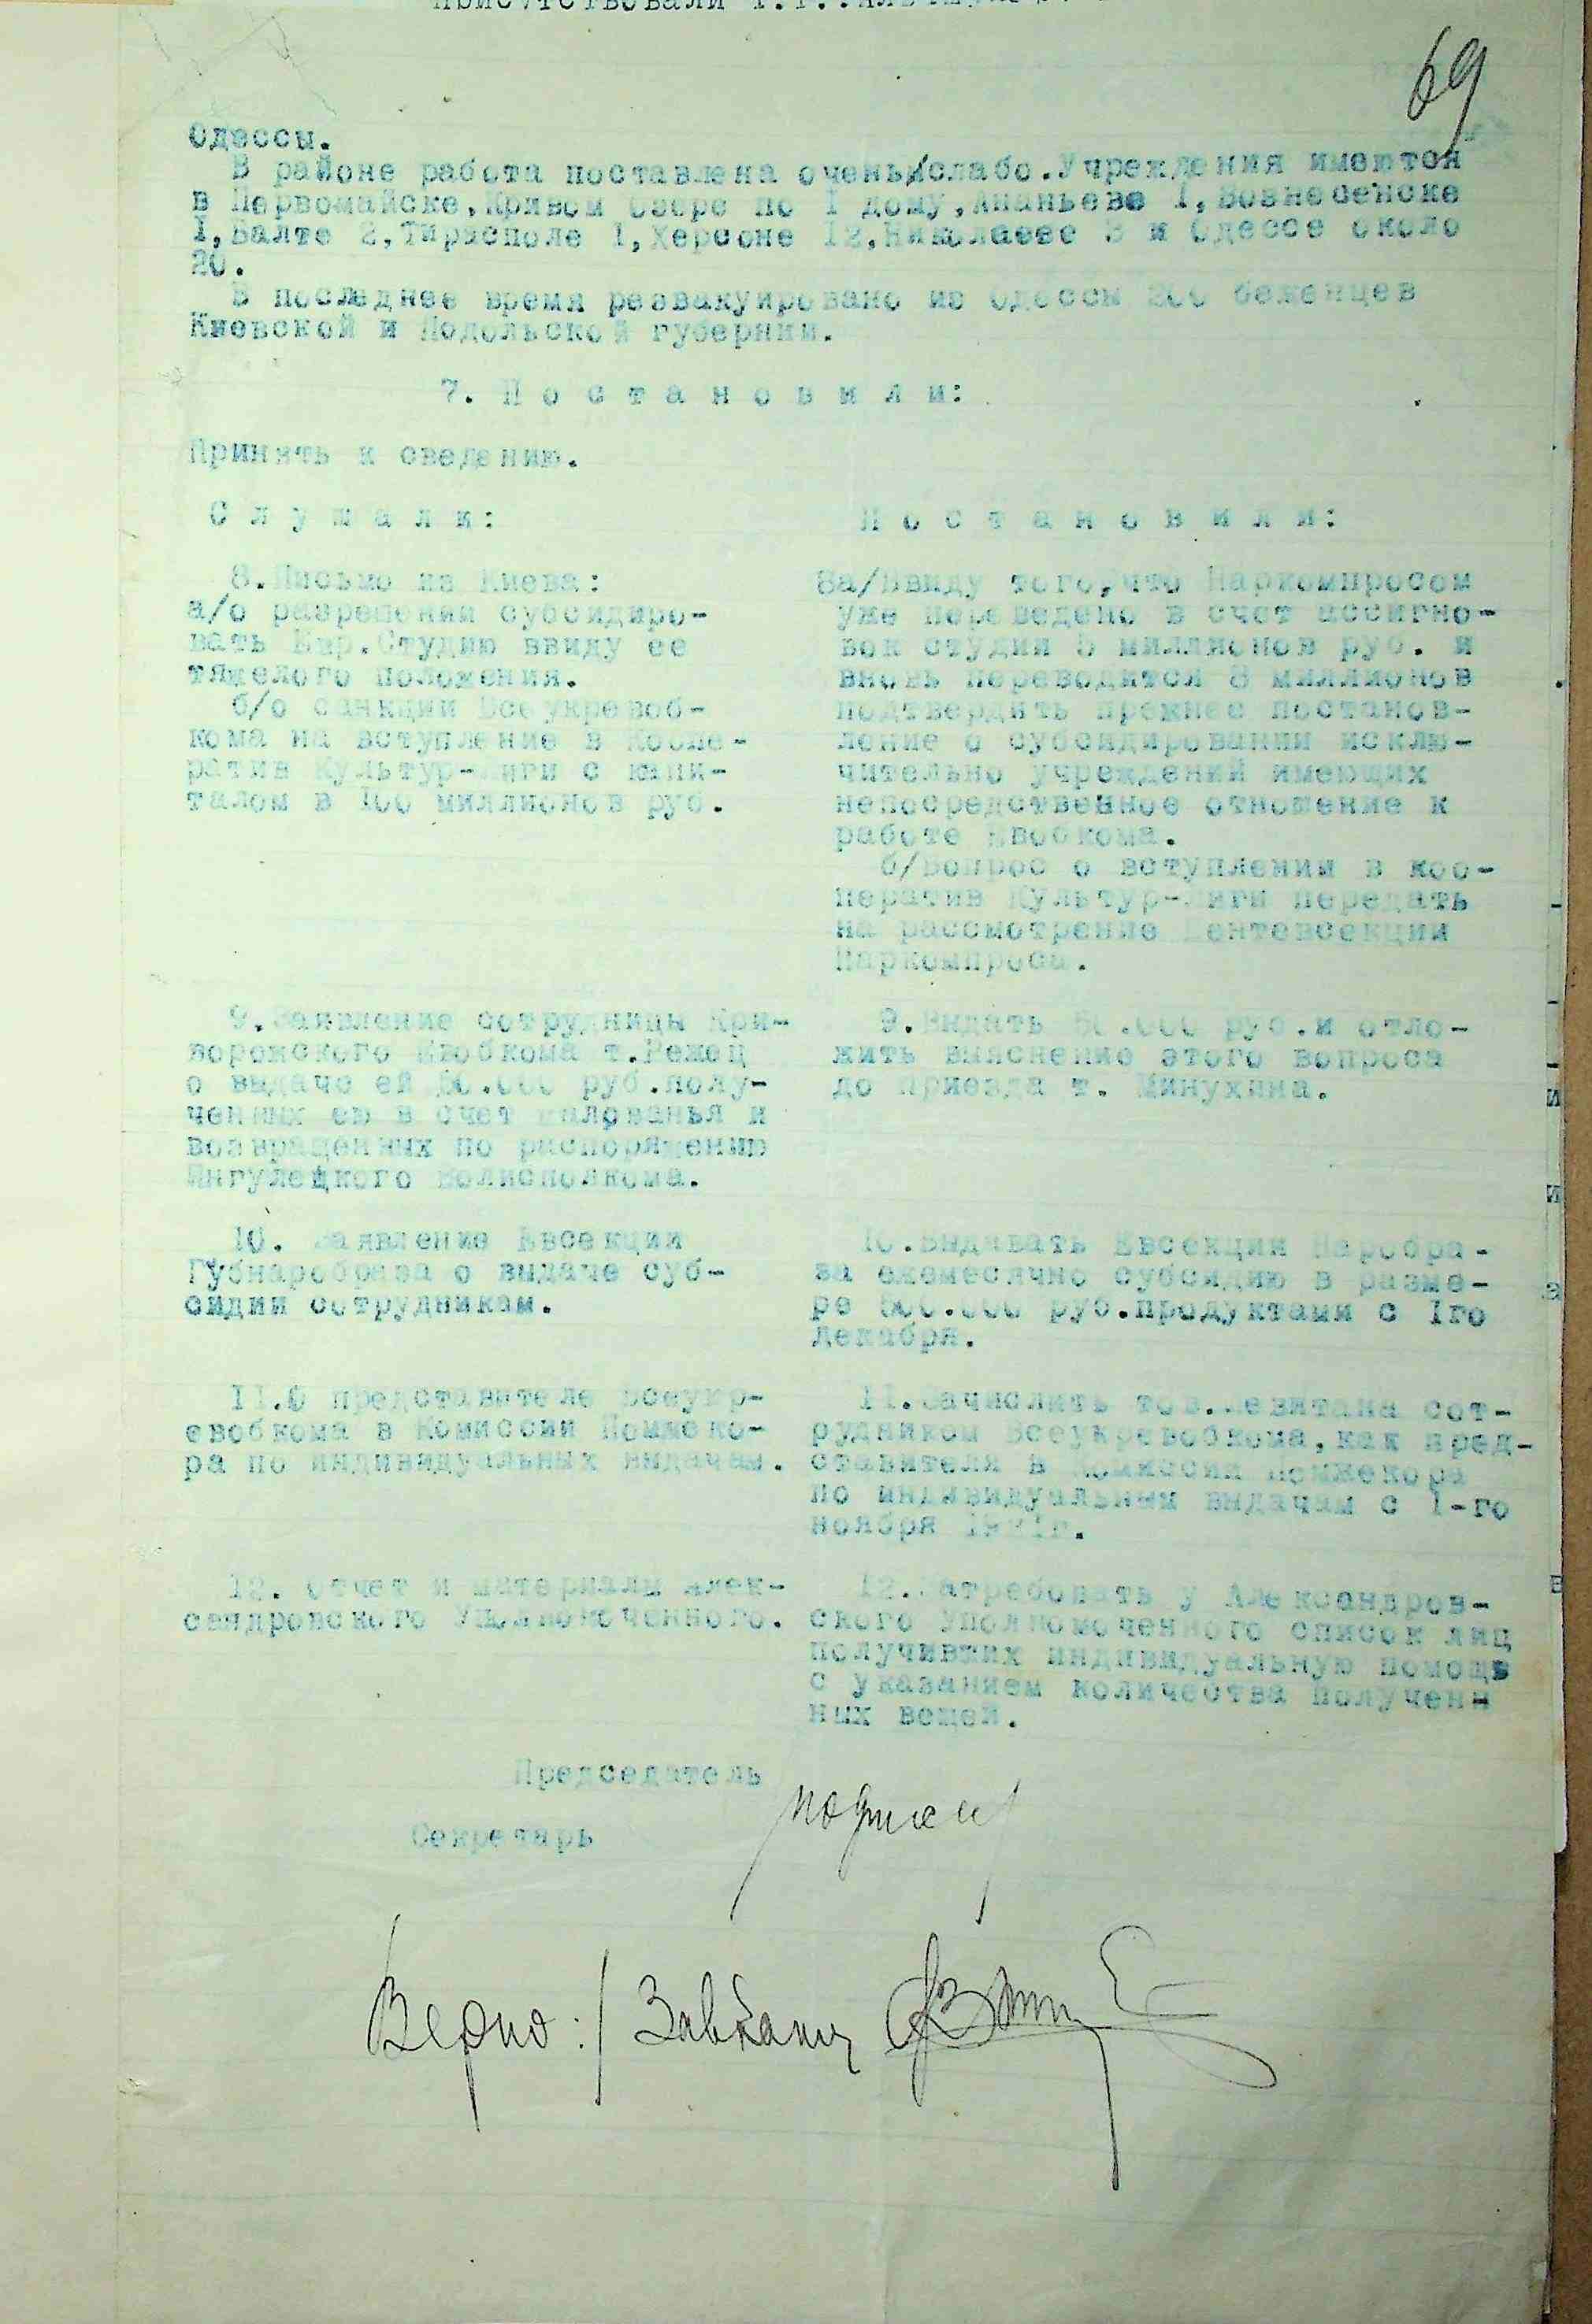 Присутствовали т.т.
69
Одессы.
В районе работа поставлена очень слабо.Учреждения имеются
в Первомайске,Кривом Озере по 1 дому,Ананьеве 1,Вознесенске
1,Балте 2,Тирасполе 1,Херсоне 12,Николаеве 3 и Одессе около
20.
В последнее время реэвакуировано из Одессы 200 беженцев
Киевской и Подольской губернии.
7. П о с т а н о в и л и:
Принять к сведению.
С л у ш а л и:
8.Письмо из Киева:
а/о разрешении субсидиро-
вать Евр.Студию ввиду ее
тяжелого положения.
б/о санкции Всеукревоб-
кома на вступление в Коопе-
ратив Культур-Лиги с капи-
талом в 100 миллионов руб.
П о с т а н о в и л и:
8а/Ввиду того,что Наркомпросом
уже переведено в счет ассигно-
вок студии 5 миллионов руб. и
вновь переводится 8 миллионов
подтвердить прежнее постанов-
ление о субсидировании исклю-
чительно учреждений имеющих
непосредственное отношение к
работе Евобкома.
б/Вопрос о вступлении в коо-
ператив Культур-Лиги передать
на рассмотрение Центевсекции
Наркомпроса.
9.Заявление сотрудницы Кри-
ворожского Евобкома т.Режец
о выдаче ей 50.000 руб.полу-
ченных ею в счет жалованья и
возвращенных по распоряжению
Ингулецкого Волисполкома.
9.Выдать 50.000 руб.и отло-
жить выяснение этого вопроса
до приезда т. Минухина.
10. Заявление Евсекции
Губнаробраза о выдаче суб-
сидии сотрудникам.
10.Выдавать Евсекции Наробра-
за ежемесячно субсидию в разме-
ре 500.000 руб.продуктами с 1го
декабря.
11.О представителе Всеукр-
евобкома в Комиссии Помжеко-
ра по индивидуальных выдачам.
11.Зачислить тов.Левитана сот-
рудником Всеукревобкома,как пред-
ставителя в Комиссии Помжекора
по индивидуальным выдачам с 1-го
ноября 1921г.
12. Отчет и материалы Алек-
сандровского Уполномоченного.
12.Затребовать у Александров-
ского Уполномоченного список лиц
получивших индивидуальную помощь
с указанием количества получен
ных вещей.
Председатель
Секретарь
Верно: